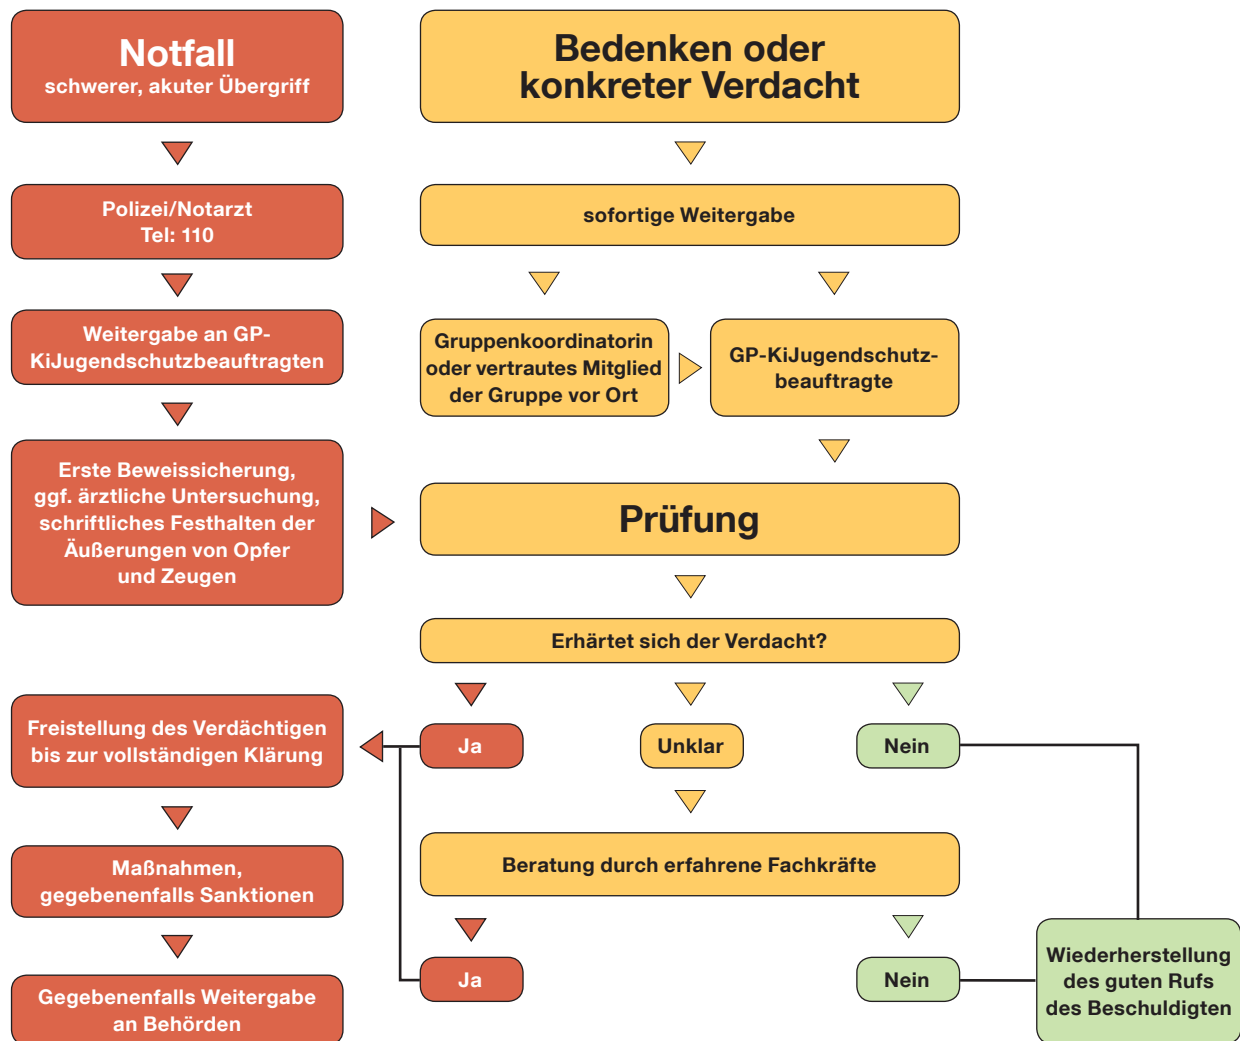 Notfall
schwerer, akuter Übergriff
Polizei/Notarzt
Tel: 110
Weitergabe an GP-
KiJugendschutzbeauftragten
Erste Beweissicherung,
ggf. ärztliche Untersuchung,
schriftliches Festhalten der
Äußerungen von Opfer
und Zeugen
Bedenken oder
konkreter Verdacht
sofortige Weitergabe
Gruppenkoordinatorin
oder vertrautes Mitglied
der Gruppe vor Ort
GP-KiJugendschutz-
beauftragte
Prüfung
Erhärtet sich der Verdacht?
Ja
Unklar
Nein
Freistellung des Verdächtigen
bis zur vollständigen Klärung
Maßnahmen,
gegebenenfalls Sanktionen
Gegebenenfalls Weitergabe
an Behörden
Beratung durch erfahrene Fachkräfte
Ja
Nein
Wiederherstellung
des guten Rufs
des Beschuldigten